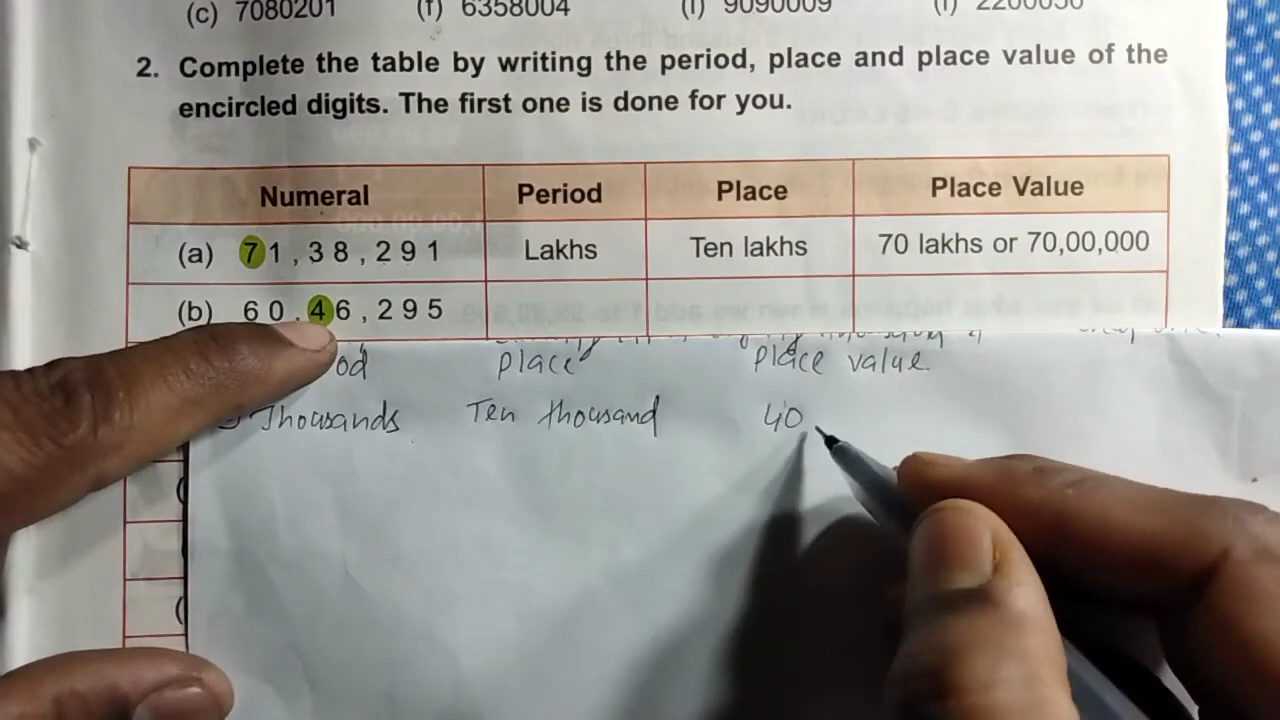 (c) 7080201 (f) 6358004 (i) 9090009 (l) 2200050
2. Complete the table by writing the period, place and place value of the
encircled digits. The first one is done for you.
Numeral Period Place Place Value
(a) 71,38,291 Lakhs Ten lakhs 70 lakhs or 70,00,000
(b) 60,46,295
od place place value.
Thousands Ten thousand 40